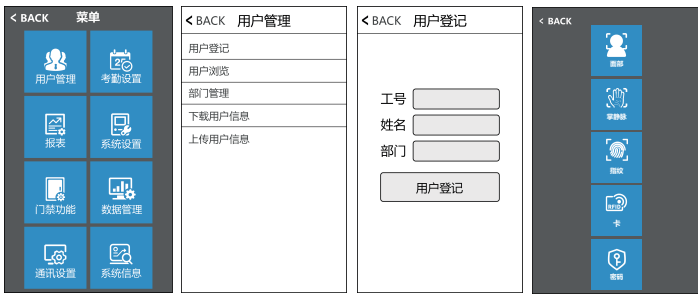 < BACK 菜单
用户管理 考勤设置
报表 系统设置
门禁功能 数据管理
通讯设置 系统信息
< BACK 用户管理
用户登记
用户浏览
部门管理
下载用户信息
上传用户信息
< BACK 用户登记
工号
姓名
部门
用户登记
< BACK
面部
掌静脉
指纹
RFID
卡
密码